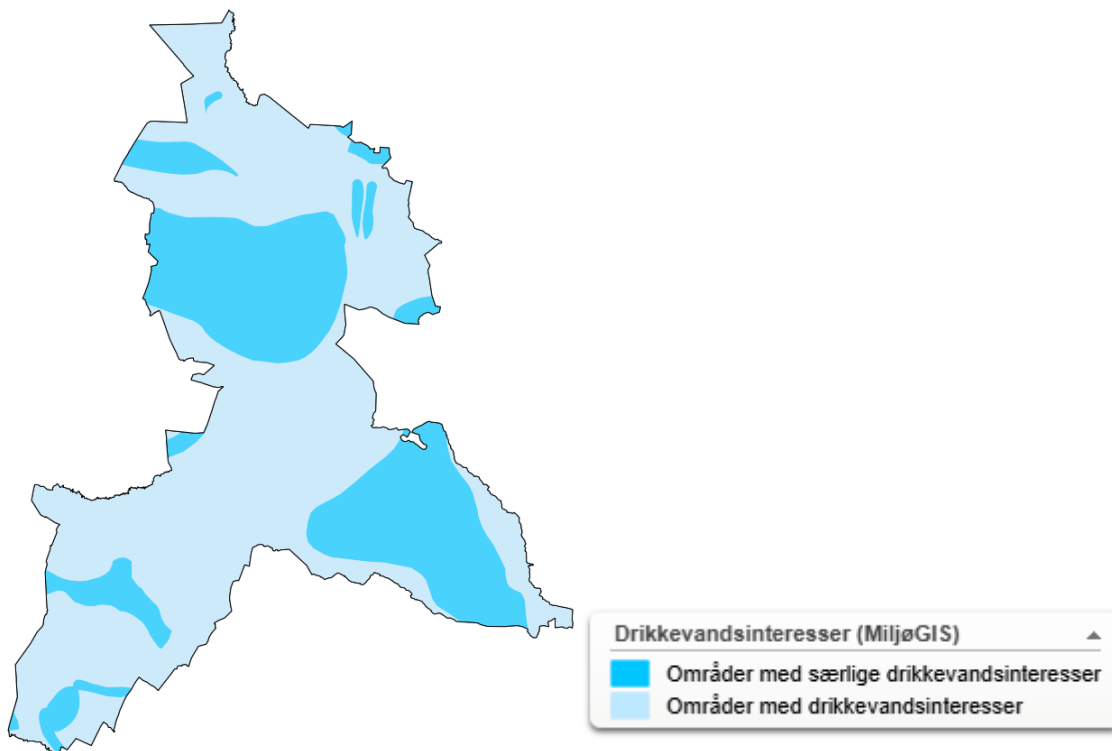 Drikkevandsinteresser (MiljøGIS)
Områder med særlige drikkevandsinteresser
Områder med drikkevandsinteresser